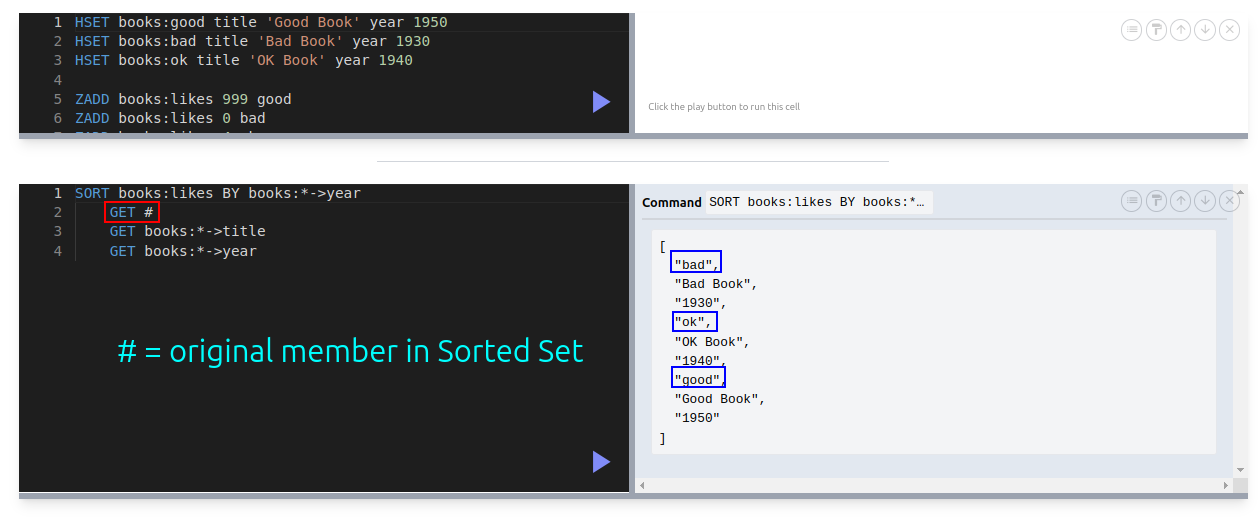 1 HSET books:good title 'Good Book' year 1950
2 HSET books:bad title 'Bad Book' year 1930
3 HSET books:ok title 'OK Book' year 1940
4
5 ZADD books:likes 999 good
6 ZADD books:likes 0 bad
Click the play button to run this cell
1 SORT books:likes BY books:*->year
2 GET #
3 GET books:*->title
4 GET books:*->year
# = original member in Sorted Set
Command SORT books:likes BY books:*…
[
"bad",
"Bad Book",
"1930",
"ok",
"OK Book",
"1940",
"good",
"Good Book",
"1950"
]